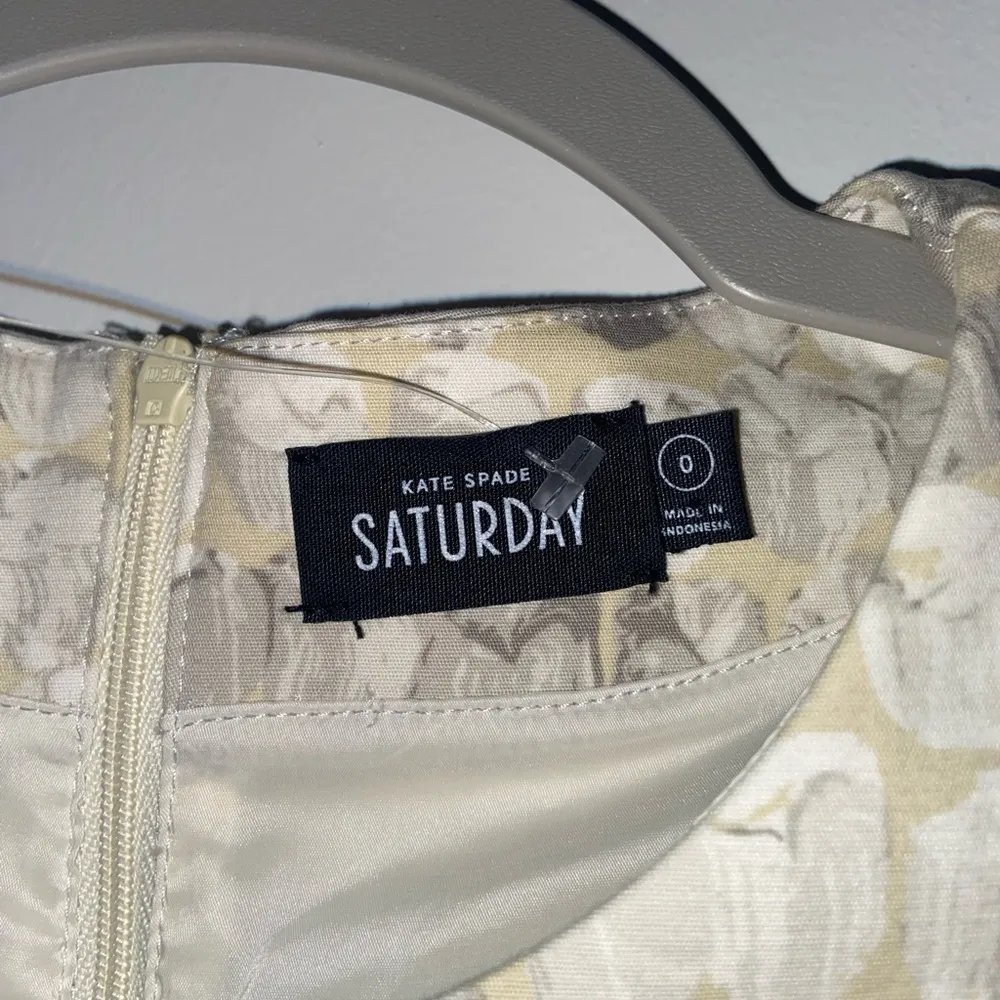 KATE SPADE
SATURDAY
0
MADE IN
INDONESIA